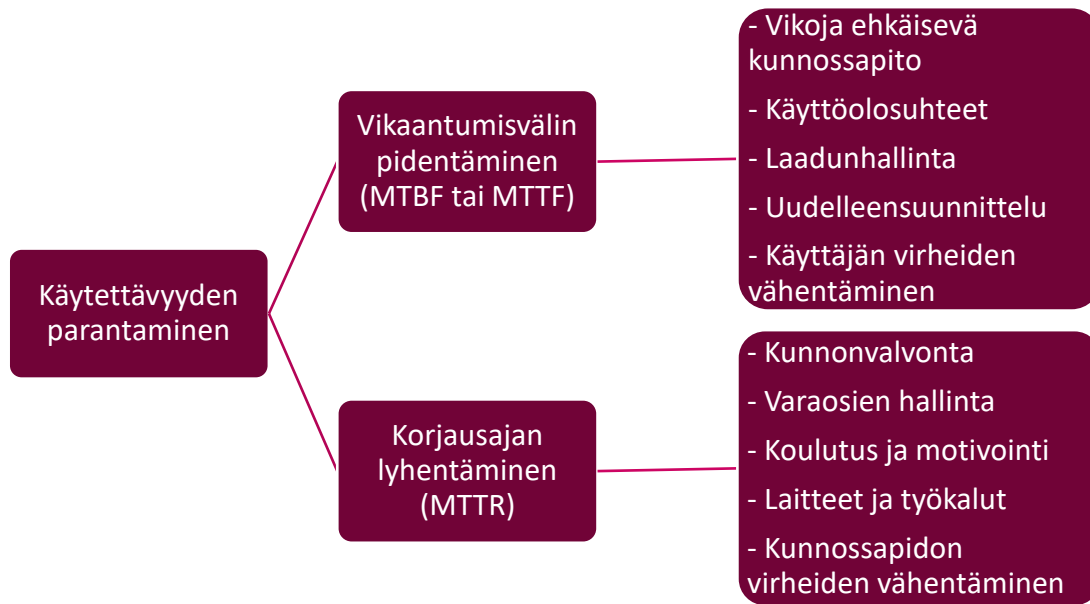 Käytettävyyden
parantaminen
Vikaantumisvälin
pidentäminen
(MTBF tai MTTF)
- Vikoja ehkäisevä
kunnossapito
- Käyttöolosuhteet
- Laadunhallinta
- Uudelleensuunnittelu
- Käyttäjän virheiden
vähentäminen
Korjausajan
lyhentäminen
(MTTR)
- Kunnonvalvonta
- Varaosien hallinta
- Koulutus ja motivointi
- Laitteet ja työkalut
- Kunnossapidon
virheiden vähentäminen